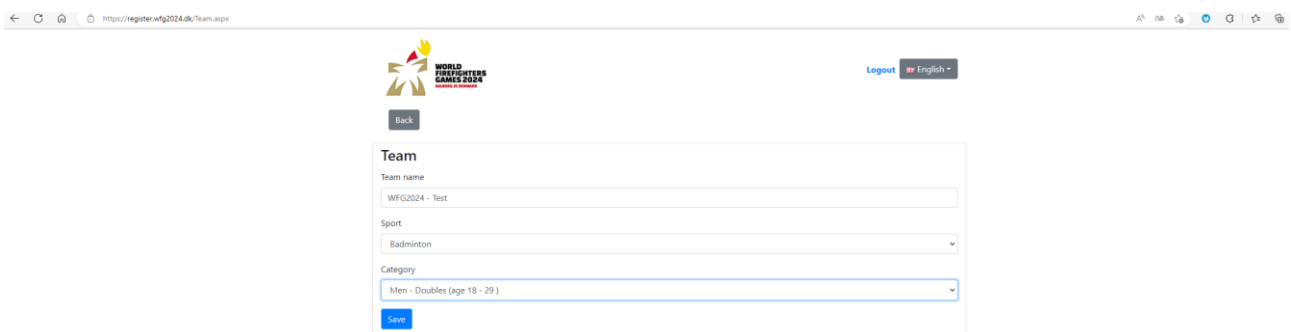 https://register.wfg2024.dk/Team.aspx
WORLD
FIREFIGHTERS
GAMES 2024
Logout
English
Back
Team
Team name
WFG2024 - Test
Sport
Badminton
Category
Men - Doubles (age 18 - 29 )
Save